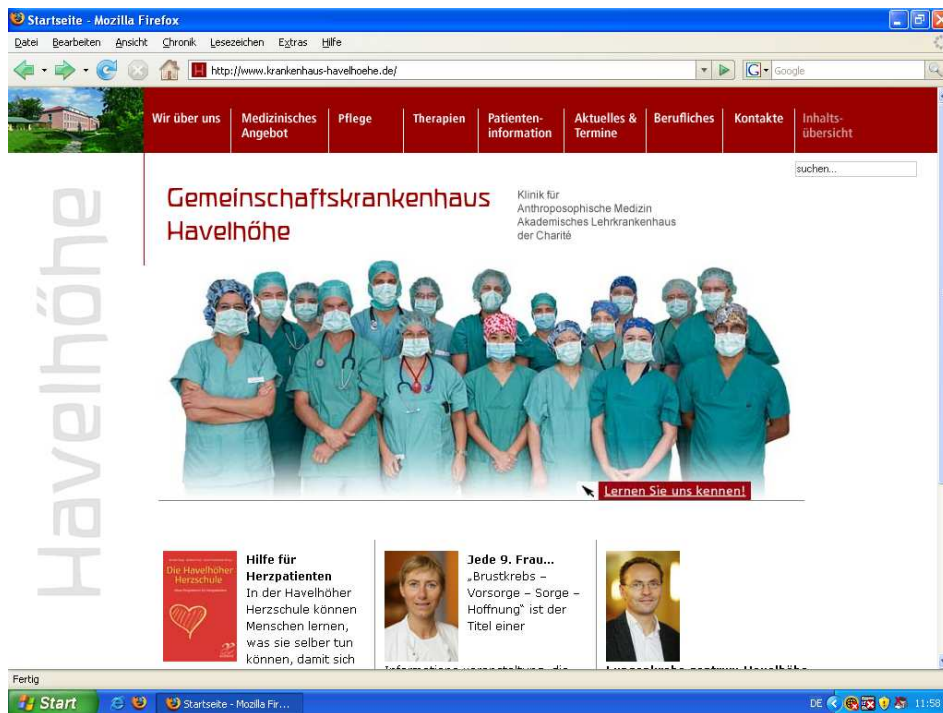 Startseite - Mozilla Firefox
Datei Bearbeiten Ansicht Chronik Lesezeichen Extras Hilfe
http://www.krankenhaus-havelhoehe.de/
G Google
Wir über uns
Medizinisches
Angebot
Pflege
Therapien
Patienten-
information
Aktuelles &
Termine
Berufliches
Kontakte
Inhalts-
übersicht
suchen...
Havelhöhe
Gemeinschaftskrankenhaus
Havelhöhe
Klinik für
Anthroposophische Medizin
Akademisches Lehrkrankenhaus
der Charité
Lernen Sie uns kennen!
Die Havelhöher
Herzschule
Hilfe für
Herzpatienten
In der Havelhöher
Herzschule können
Menschen lernen,
was sie selber tun
können, damit sich
Jede 9. Frau...
„Brustkrebs –
Vorsorge – Sorge –
Hoffnung" ist der
Titel einer
Fertig
Start
Startseite - Mozilla Fir...
DE
11:58